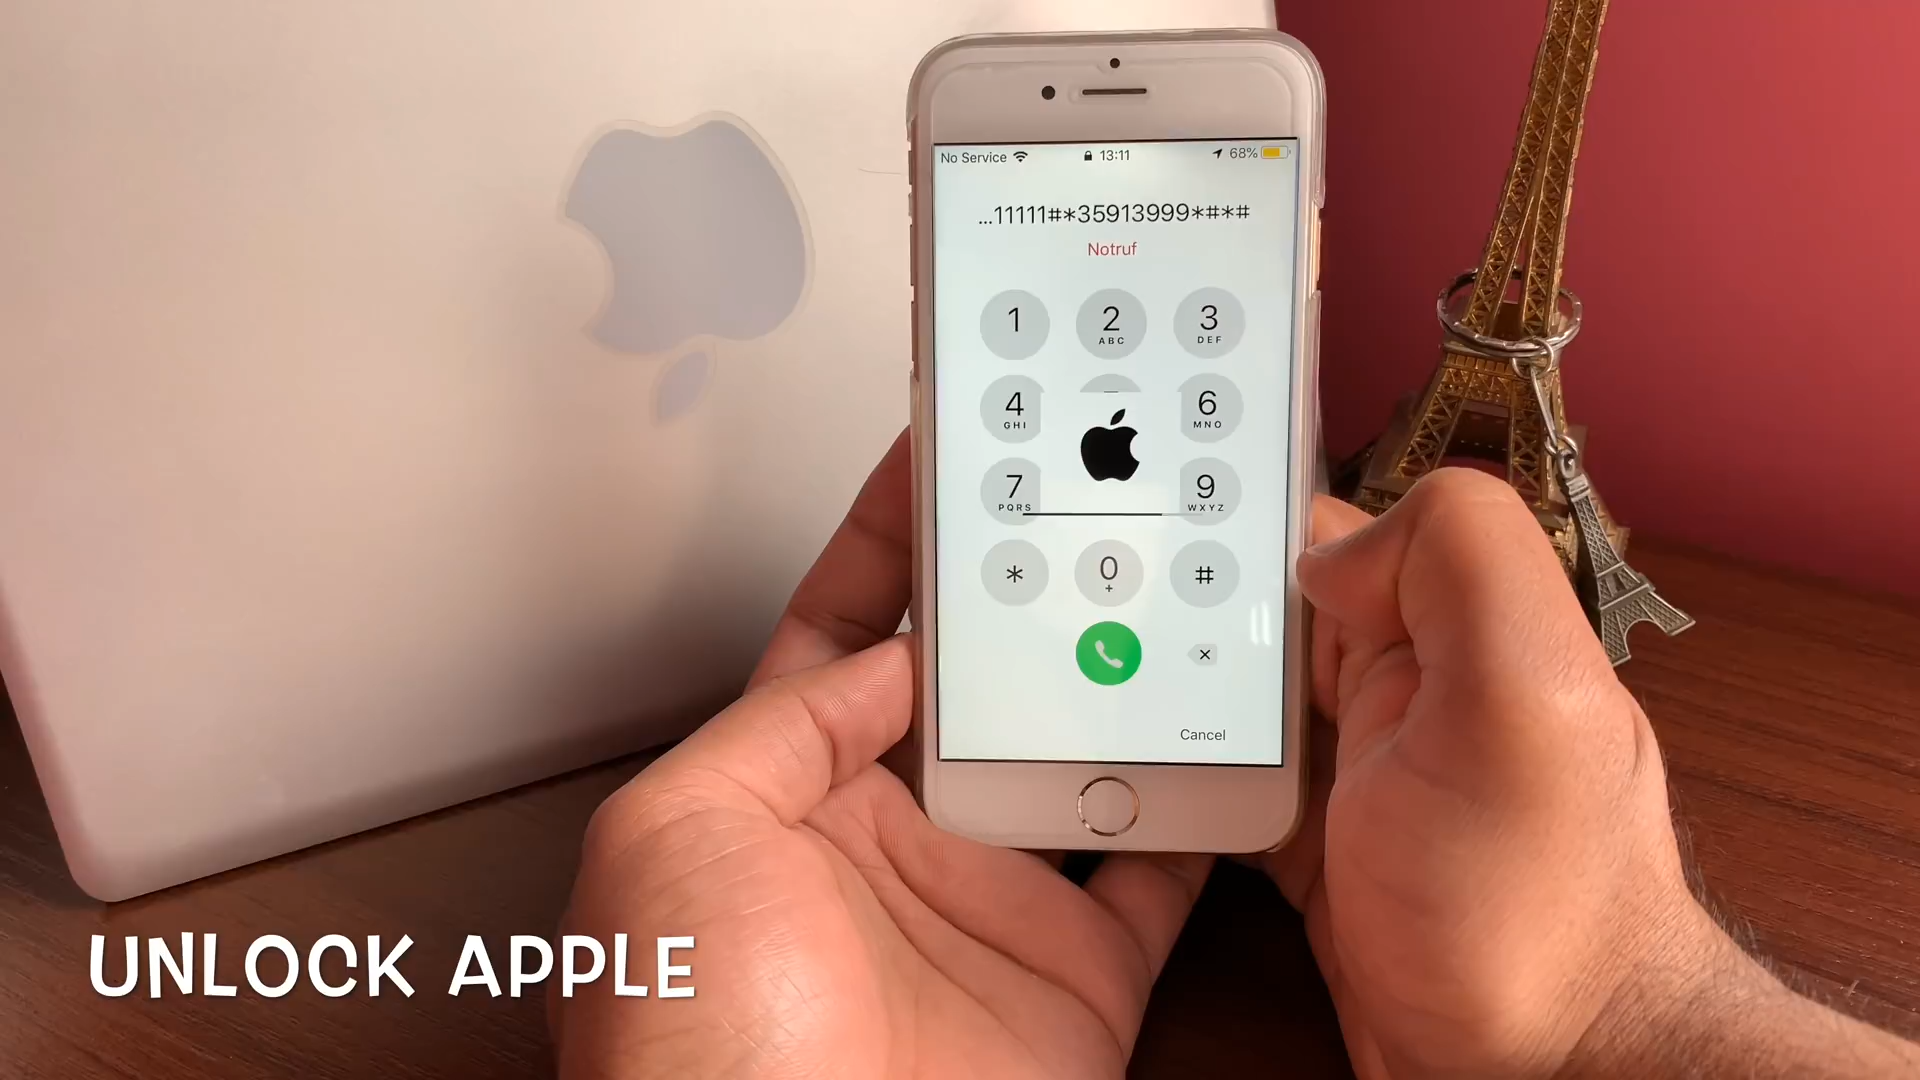 No Service 13:11 68%
...11111#*35913999*#*#
Notruf
1 2 3
ABC DEF
4 6
GHI MNO
7 9
PQRS WXYZ
* 0 #
+
Cancel
UNLOCK APPLE